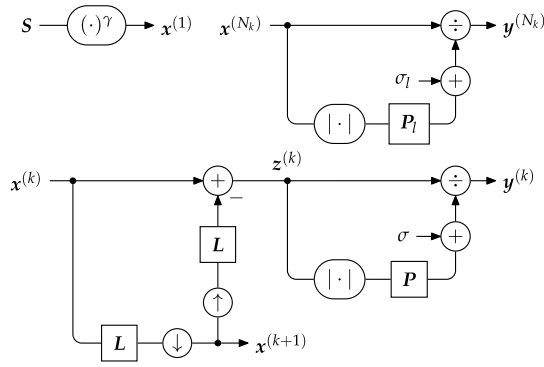 S (·)^γ x^(1) x^(N_k) ÷ y^(N_k)
σ_l +
|·| P_l
x^(k) + − z^(k) ÷ y^(k)
L σ +
↑ |·| P
L ↓ x^(k+1)